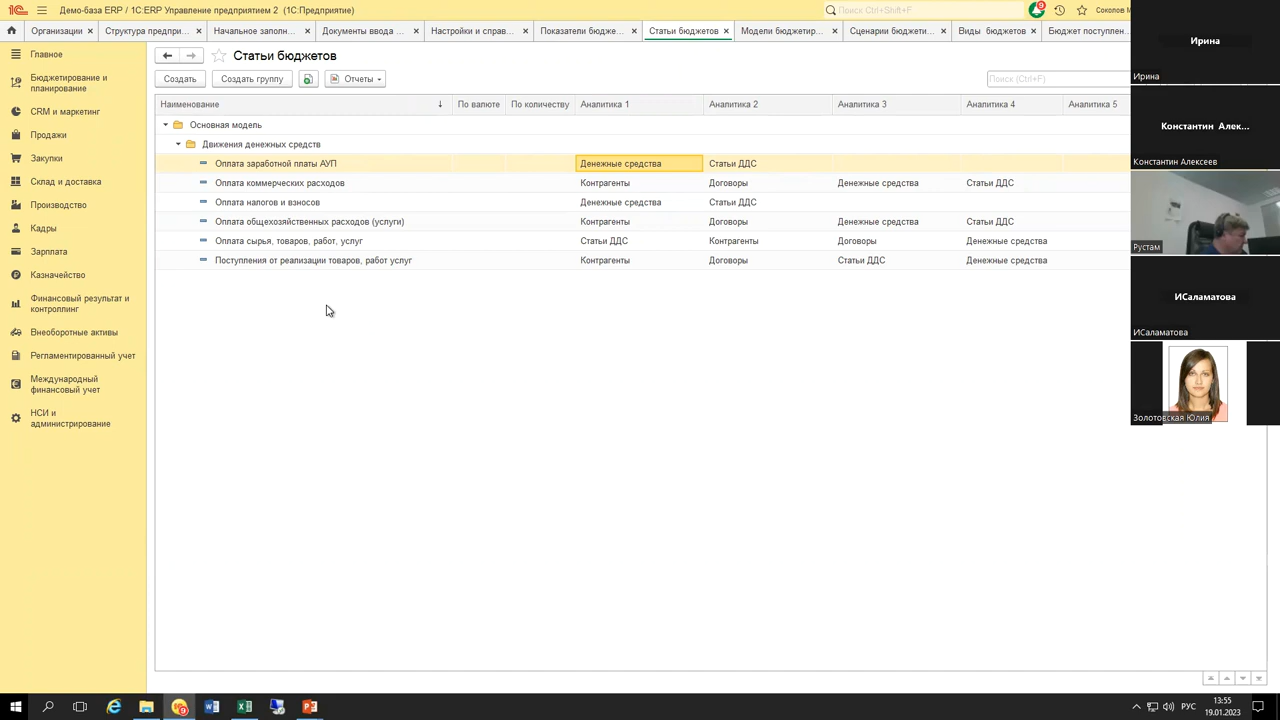 Демо-база ERP / 1С:ERP Управление предприятием 2 (1С:Предприятие)
Поиск Ctrl+Shift+F
9
Соколов М
Организации
Структура предпри...
Начальное заполн...
Документы ввода ...
Настройки и справ...
Показатели бюдже...
Статьи бюджетов
Модели бюджетир...
Сценарии бюджети...
Виды бюджетов
Бюджет поступлен...
Главное
Бюджетирование и
планирование
CRM и маркетинг
Продажи
Закупки
Склад и доставка
Производство
Кадры
Зарплата
Казначейство
Финансовый результат и
контроллинг
Внеоборотные активы
Регламентированный учет
Международный
финансовый учет
НСИ и
администрирование
Статьи бюджетов
Создать
Создать группу
Отчеты
Поиск (Ctrl+F)
Наименование ↓ По валюте По количеству Аналитика 1 Аналитика 2 Аналитика 3 Аналитика 4 Аналитика 5
Основная модель
Движения денежных средств
Оплата заработной платы АУП Денежные средства Статьи ДДС
Оплата коммерческих расходов Контрагенты Договоры Денежные средства Статьи ДДС
Оплата налогов и взносов Денежные средства Статьи ДДС
Оплата общехозяйственных расходов (услуги) Контрагенты Договоры Денежные средства Статьи ДДС
Оплата сырья, товаров, работ, услуг Статьи ДДС Контрагенты Договоры Денежные средства
Поступления от реализации товаров, работ услуг Контрагенты Договоры Статьи ДДС Денежные средства
Ирина
Ирина
Константин Алек...
Константин Алексеев
Рустам
ИСаламатова
ИСаламатова
Золотовская Юлия
РУС
13:55
19.01.2023